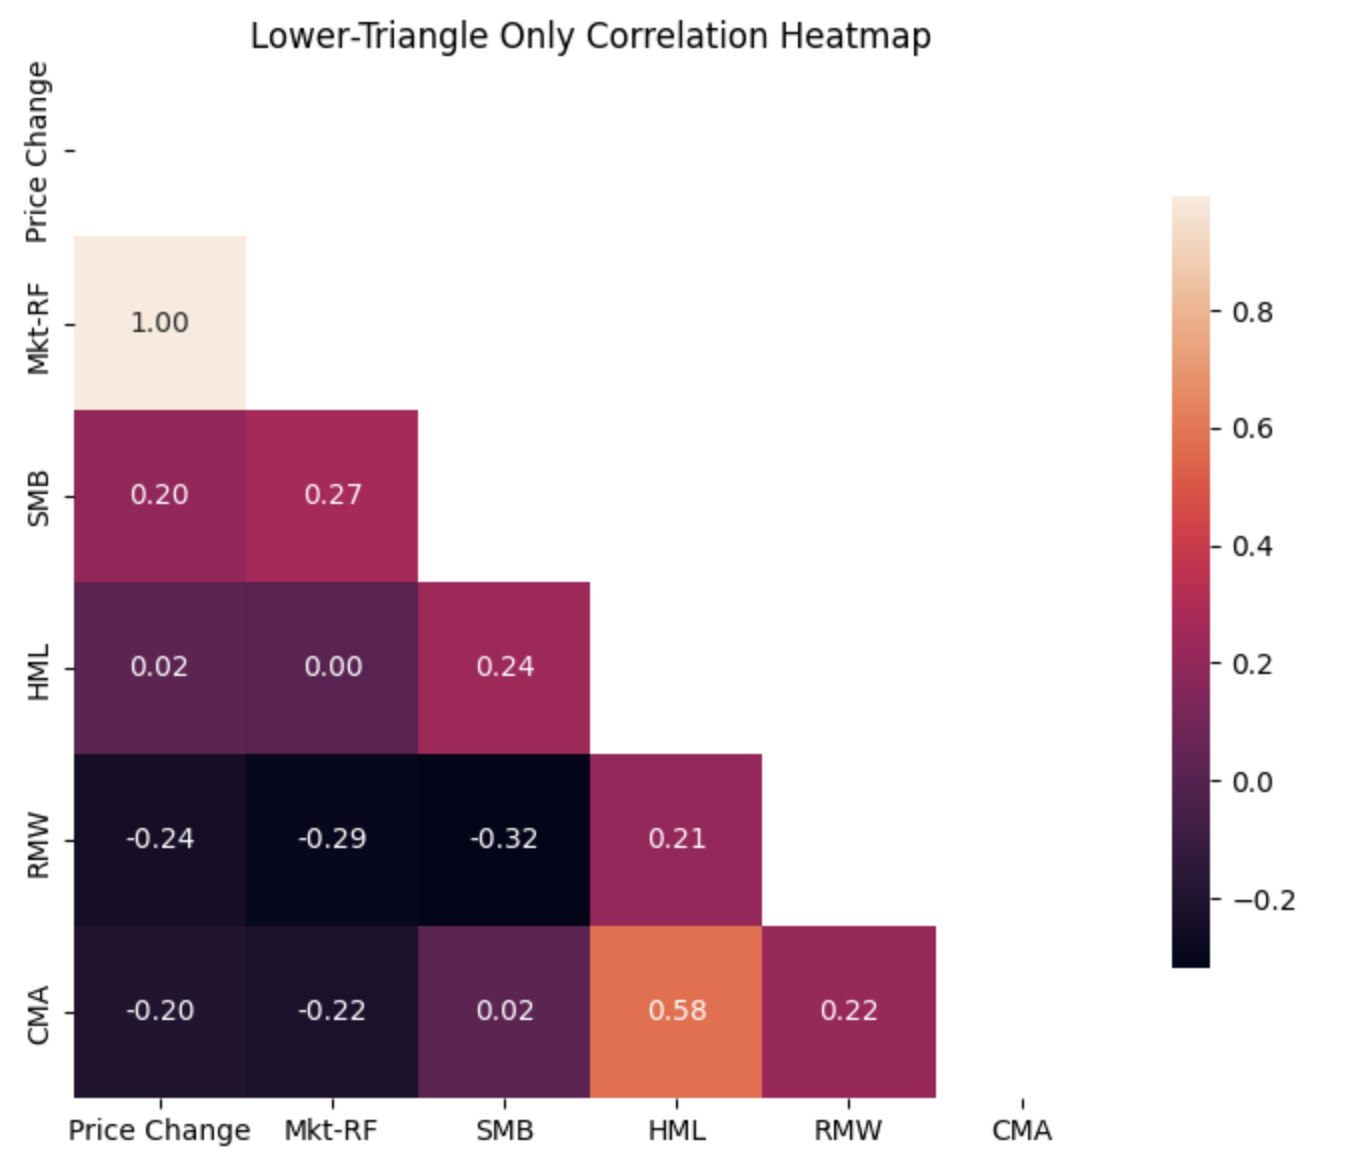 Lower-Triangle Only Correlation Heatmap
Price Change
Mkt-RF
1.00
SMB
0.20 0.27
HML
0.02 0.00 0.24
RMW
-0.24 -0.29 -0.32 0.21
CMA
-0.20 -0.22 0.02 0.58 0.22
Price Change Mkt-RF SMB HML RMW CMA
0.8
0.6
0.4
0.2
0.0
−0.2